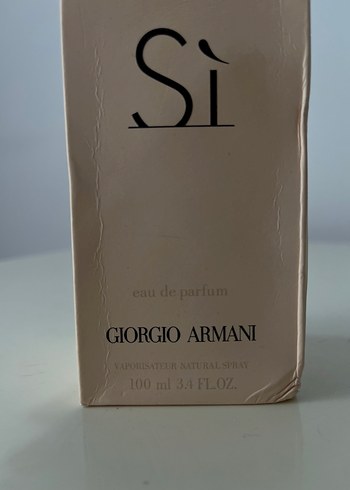 Sì
eau de parfum
GIORGIO ARMANI
VAPORISATEUR NATURAL SPRAY
100 ml 3.4 FL.OZ.